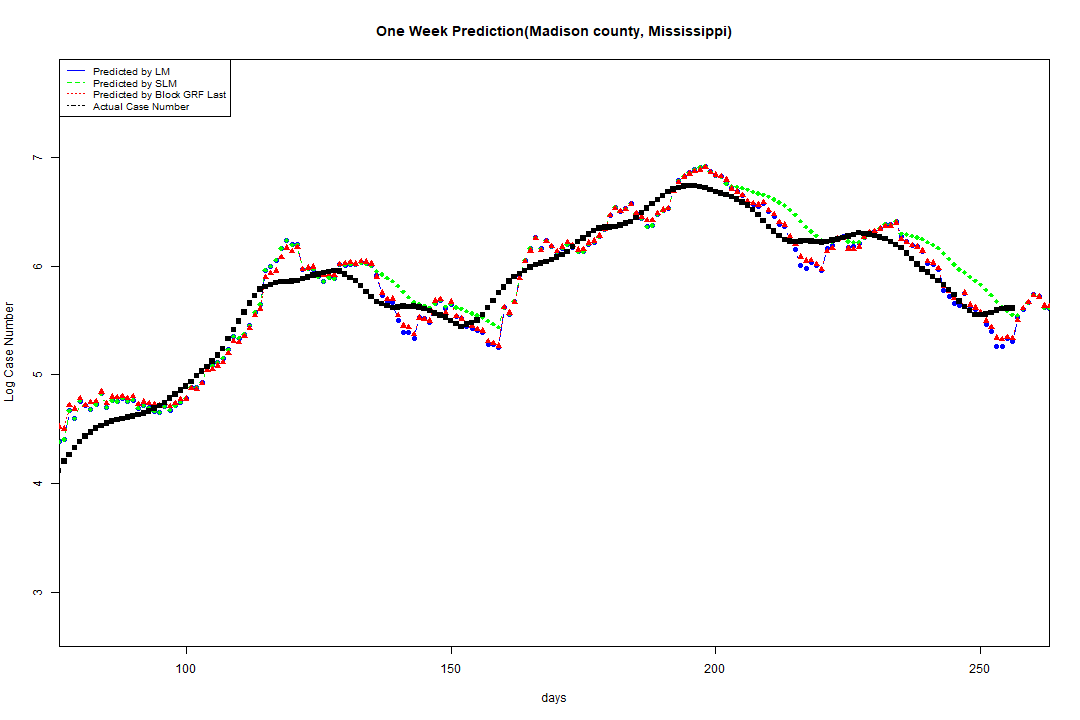 One Week Prediction(Madison county, Mississippi)
Predicted by LM
Predicted by SLM
Predicted by Block GRF Last
Actual Case Number
7
6
5
4
3
Log Case Number
100 150 200 250
days